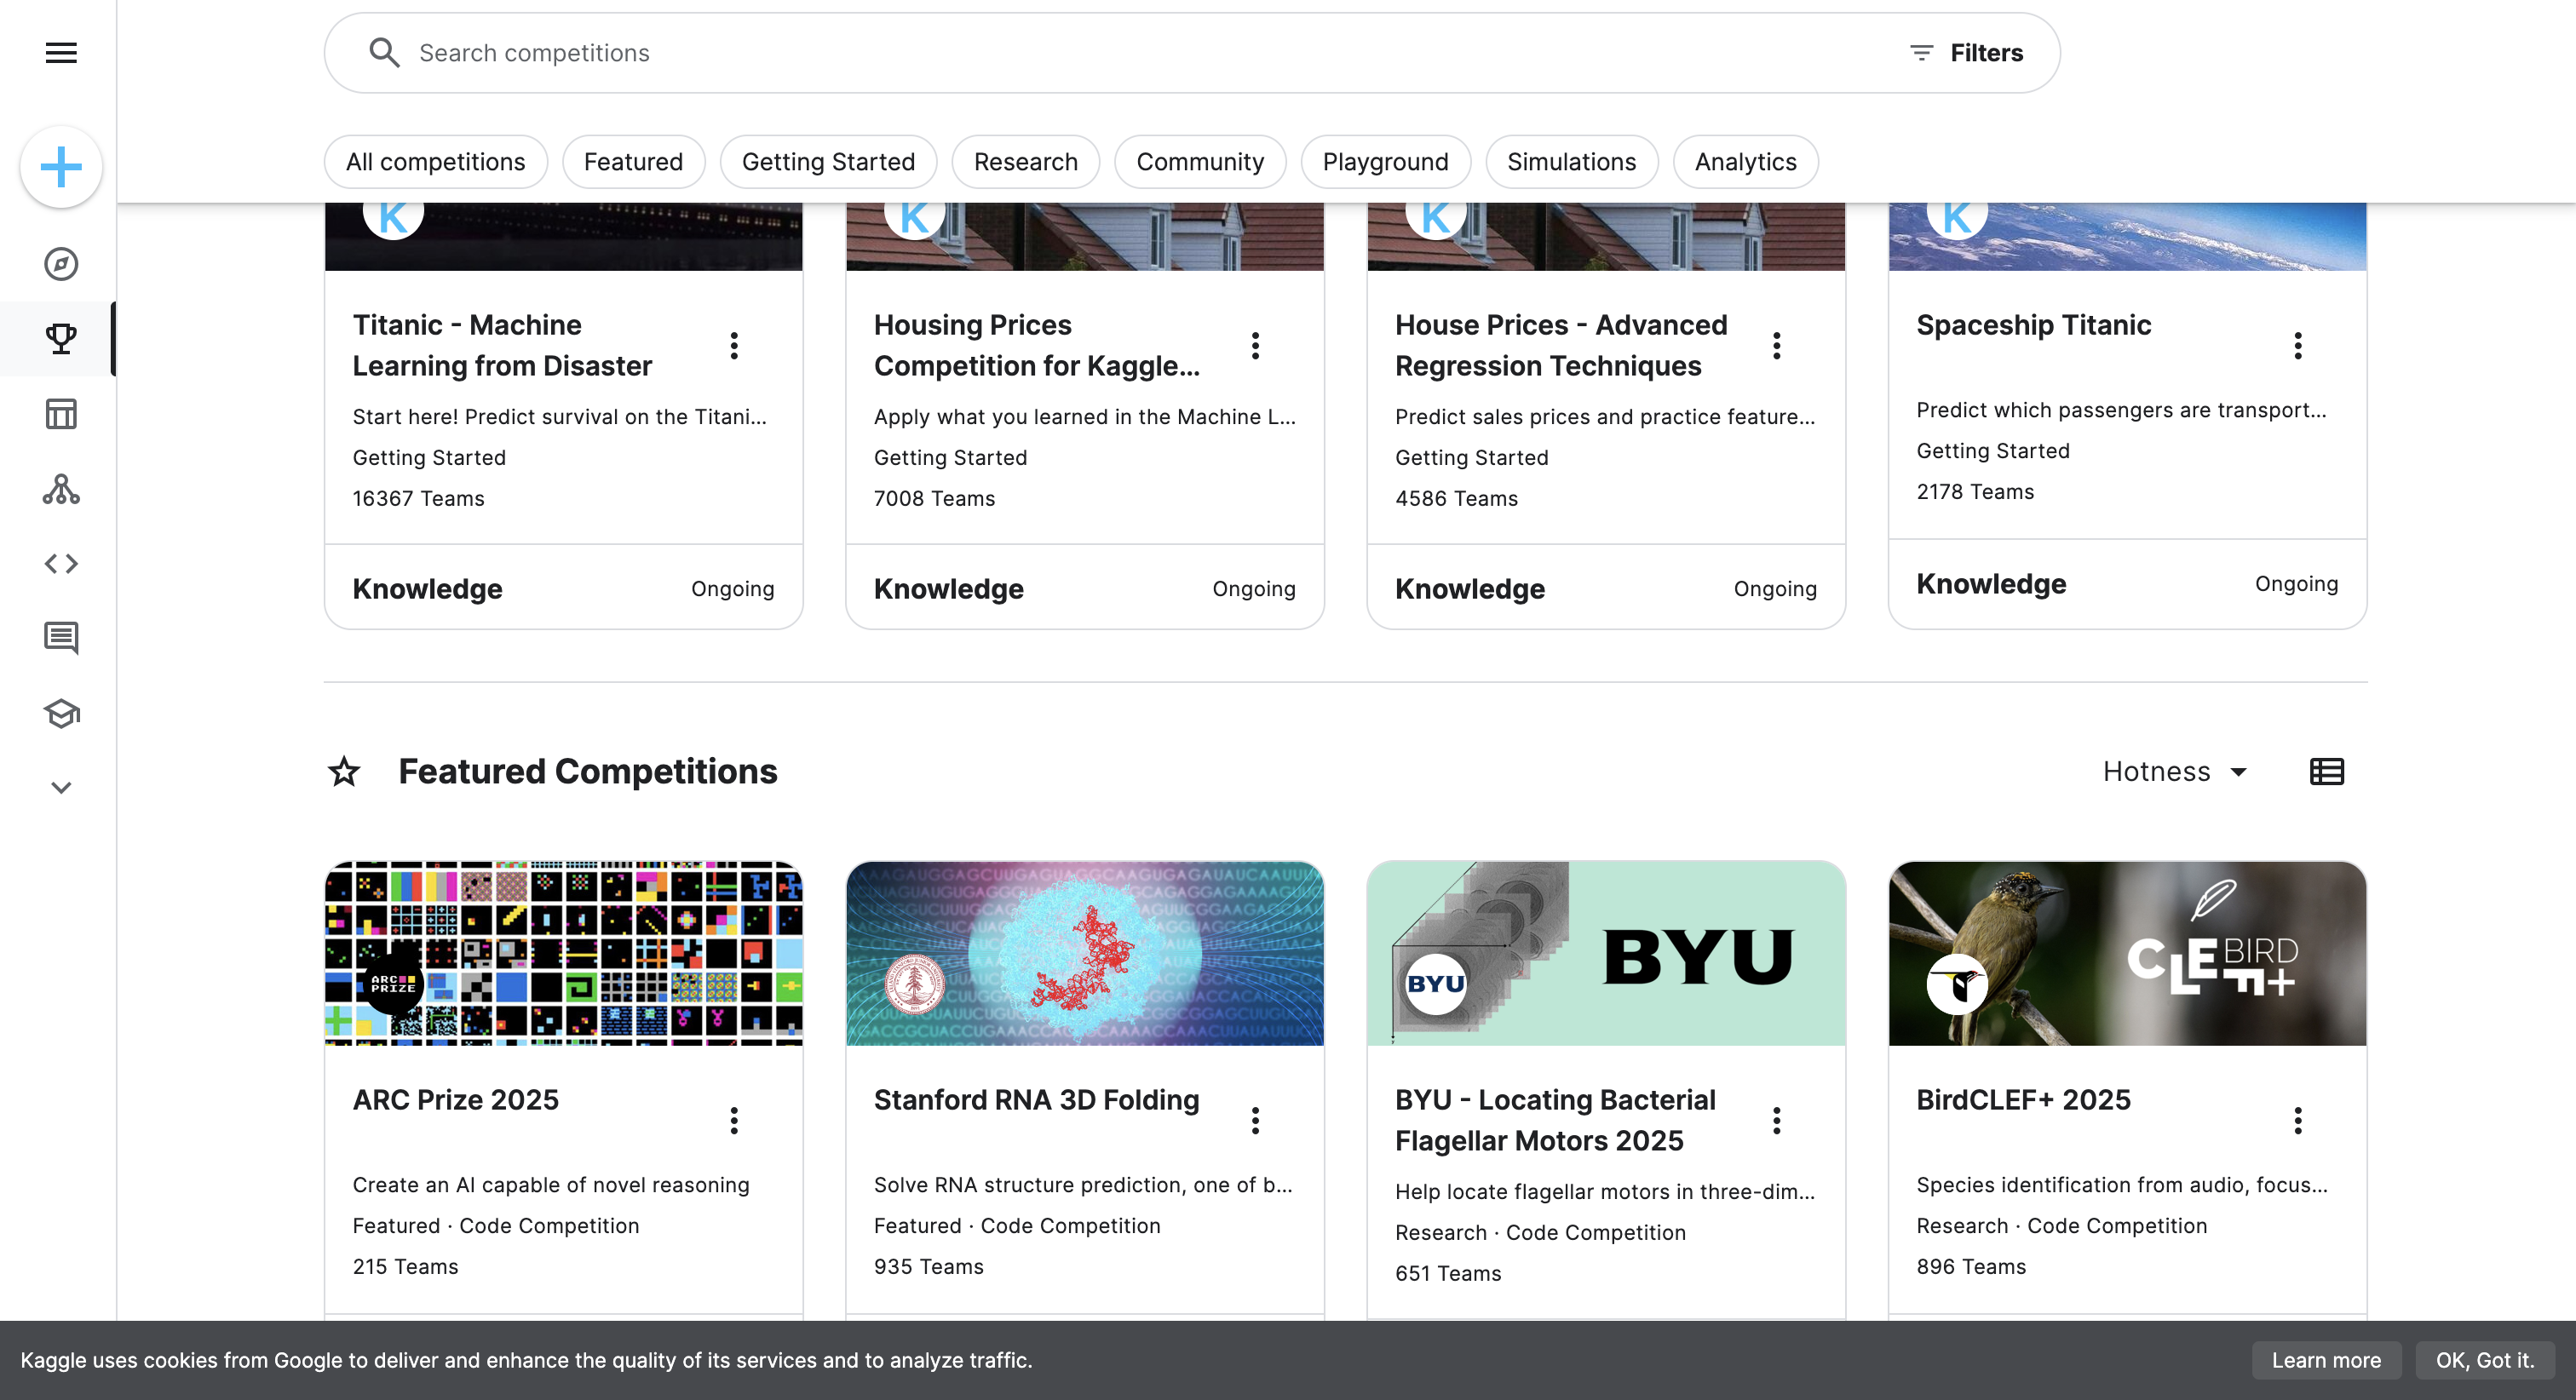 Search competitions
Filters
All competitions
Featured
Getting Started
Research
Community
Playground
Simulations
Analytics
Titanic - Machine
Learning from Disaster
Start here! Predict survival on the Titani...
Getting Started
16367 Teams
Knowledge
Ongoing
Housing Prices
Competition for Kaggle...
Apply what you learned in the Machine L...
Getting Started
7008 Teams
Knowledge
Ongoing
House Prices - Advanced
Regression Techniques
Predict sales prices and practice feature...
Getting Started
4586 Teams
Knowledge
Ongoing
Spaceship Titanic
Predict which passengers are transport...
Getting Started
2178 Teams
Knowledge
Ongoing
Featured Competitions
Hotness
ARC
PRIZE
ARC Prize 2025
Create an AI capable of novel reasoning
Featured · Code Competition
215 Teams
Stanford RNA 3D Folding
Solve RNA structure prediction, one of b...
Featured · Code Competition
935 Teams
BYU
BYU
BYU - Locating Bacterial
Flagellar Motors 2025
Help locate flagellar motors in three-dim...
Research · Code Competition
651 Teams
BIRD
CLEF+
BirdCLEF+ 2025
Species identification from audio, focus...
Research · Code Competition
896 Teams
Kaggle uses cookies from Google to deliver and enhance the quality of its services and to analyze traffic.
Learn more
OK, Got it.